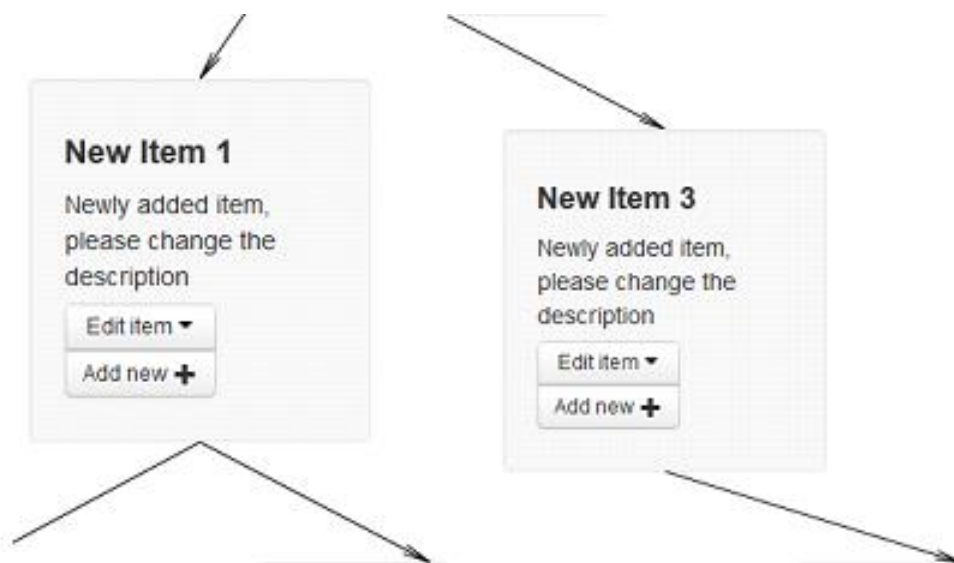 New Item 1
Newly added item,
please change the
description
Edit item
Add new
New Item 3
Newly added item,
please change the
description
Edit item
Add new